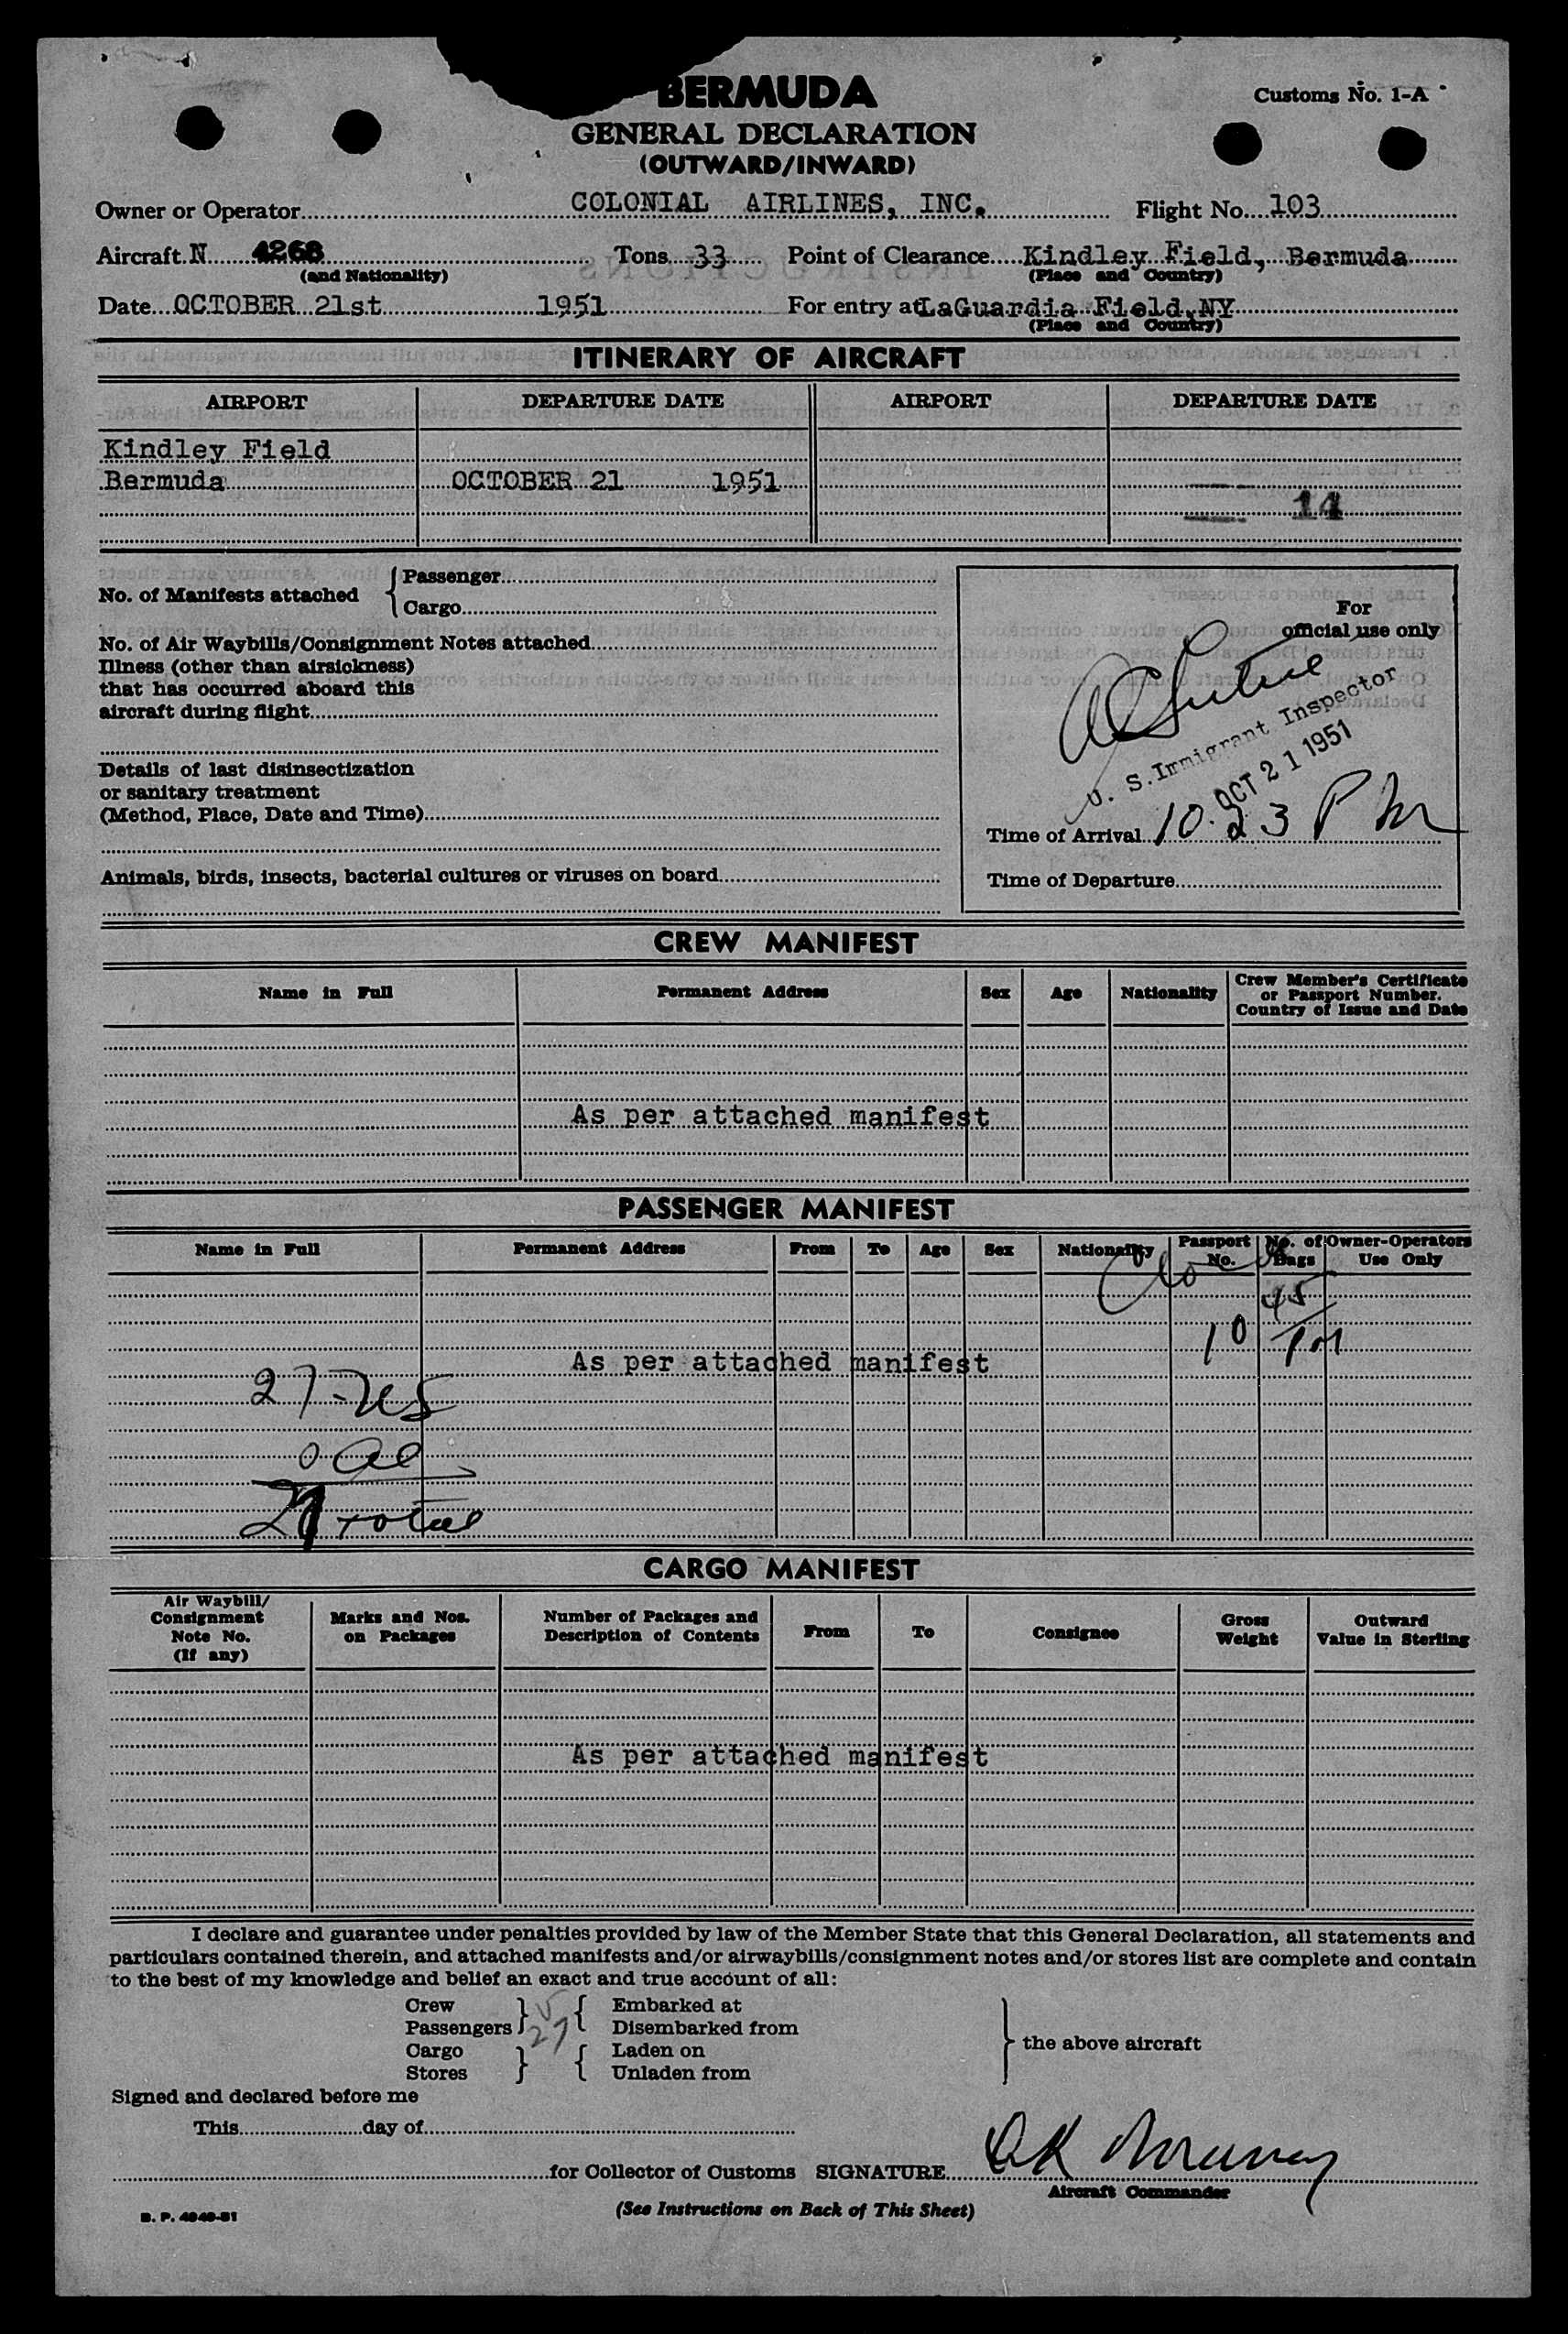 BERMUDA
Customs No. 1-A
GENERAL DECLARATION
(OUTWARD/INWARD)
Owner or Operator COLONIAL AIRLINES, INC. Flight No. 103
Aircraft N 4268 Tons 33 Point of Clearance Kindley Field, Bermuda
(and Nationality) (Place and Country)
Date OCTOBER 21st 1951 For entry at LaGuardia Field, NY
(Place and Country)
ITINERARY OF AIRCRAFT
AIRPORT DEPARTURE DATE AIRPORT DEPARTURE DATE
Kindley Field
Bermuda OCTOBER 21 1951
14
No. of Manifests attached { Passenger
Cargo
No. of Air Waybills/Consignment Notes attached
Illness (other than airsickness)
that has occurred aboard this
aircraft during flight
Details of last disinsectization
or sanitary treatment
(Method, Place, Date and Time)
Animals, birds, insects, bacterial cultures or viruses on board
For
official use only
U. S. Immigrant Inspector
OCT 21 1951
Time of Arrival 10.23 PM
Time of Departure
CREW MANIFEST
Name in Full Permanent Address Sex Age Nationality Crew Member's Certificate
or Passport Number.
Country of Issue and Date
As per attached manifest
PASSENGER MANIFEST
Name in Full Permanent Address From To Age Sex Nationality Passport No. No. of Bags Owner-Operators Use Only
10 45
PM
As per attached manifest
27-US
0 al
27 total
CARGO MANIFEST
Air Waybill/
Consignment
Note No.
(If any)
Marks and Nos.
on Packages
Number of Packages and
Description of Contents
From To Consignee
Gross
Weight
Outward
Value in Sterling
As per attached manifest
I declare and guarantee under penalties provided by law of the Member State that this General Declaration, all statements and
particulars contained therein, and attached manifests and/or airwaybills/consignment notes and/or stores list are complete and contain
to the best of my knowledge and belief an exact and true account of all:
Crew } 5 { Embarked at
Passengers 27 Disembarked from
Cargo } { Laden on
Stores Unladen from
} the above aircraft
Signed and declared before me
This day of
for Collector of Customs SIGNATURE
Aircraft Commander
(See Instructions on Back of This Sheet)
B. P. 4949-51